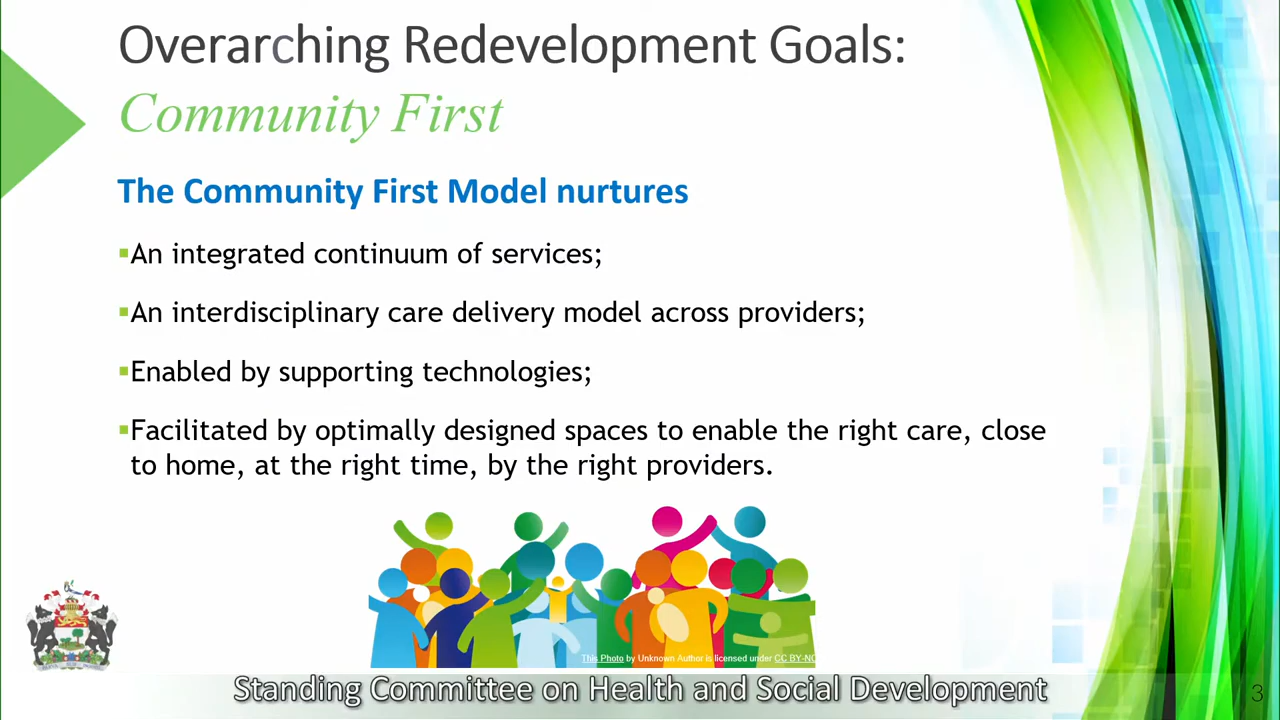 Overarching Redevelopment Goals:
Community First
The Community First Model nurtures
▪An integrated continuum of services;
▪An interdisciplinary care delivery model across providers;
▪Enabled by supporting technologies;
▪Facilitated by optimally designed spaces to enable the right care, close
to home, at the right time, by the right providers.
This Photo by Unknown Author is licensed under CC BY-NC
Standing Committee on Health and Social Development
3